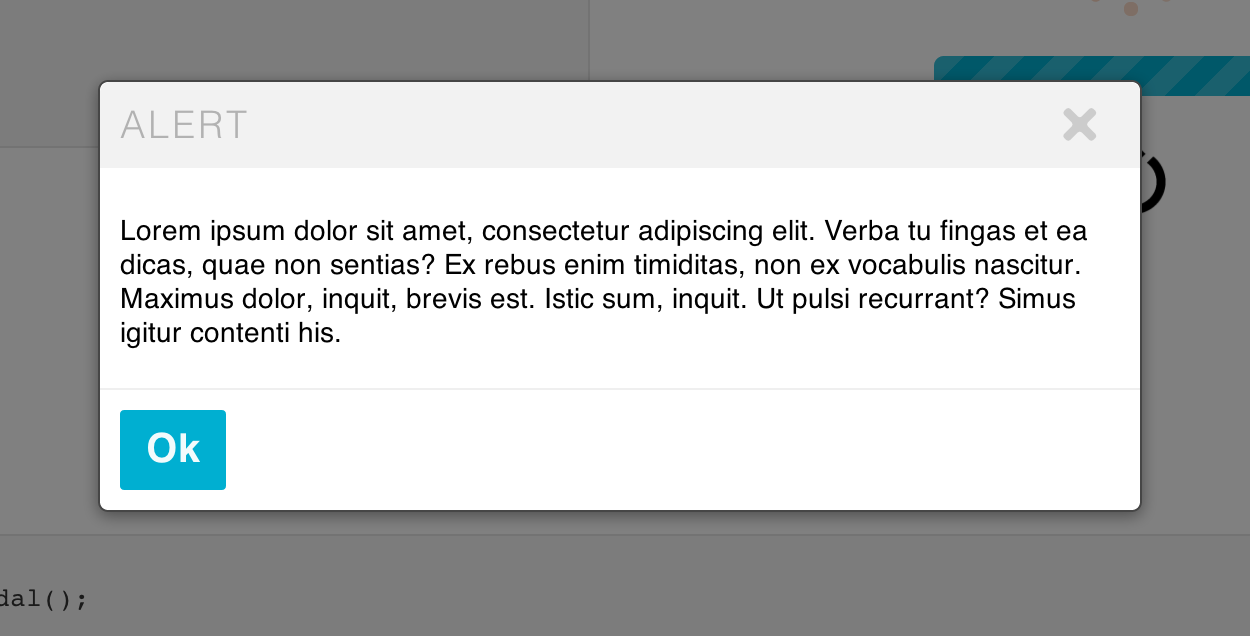 ALERT
Lorem ipsum dolor sit amet, consectetur adipiscing elit. Verba tu fingas et ea
dicas, quae non sentias? Ex rebus enim timiditas, non ex vocabulis nascitur.
Maximus dolor, inquit, brevis est. Istic sum, inquit. Ut pulsi recurrant? Simus
igitur contenti his.
Ok
dal();